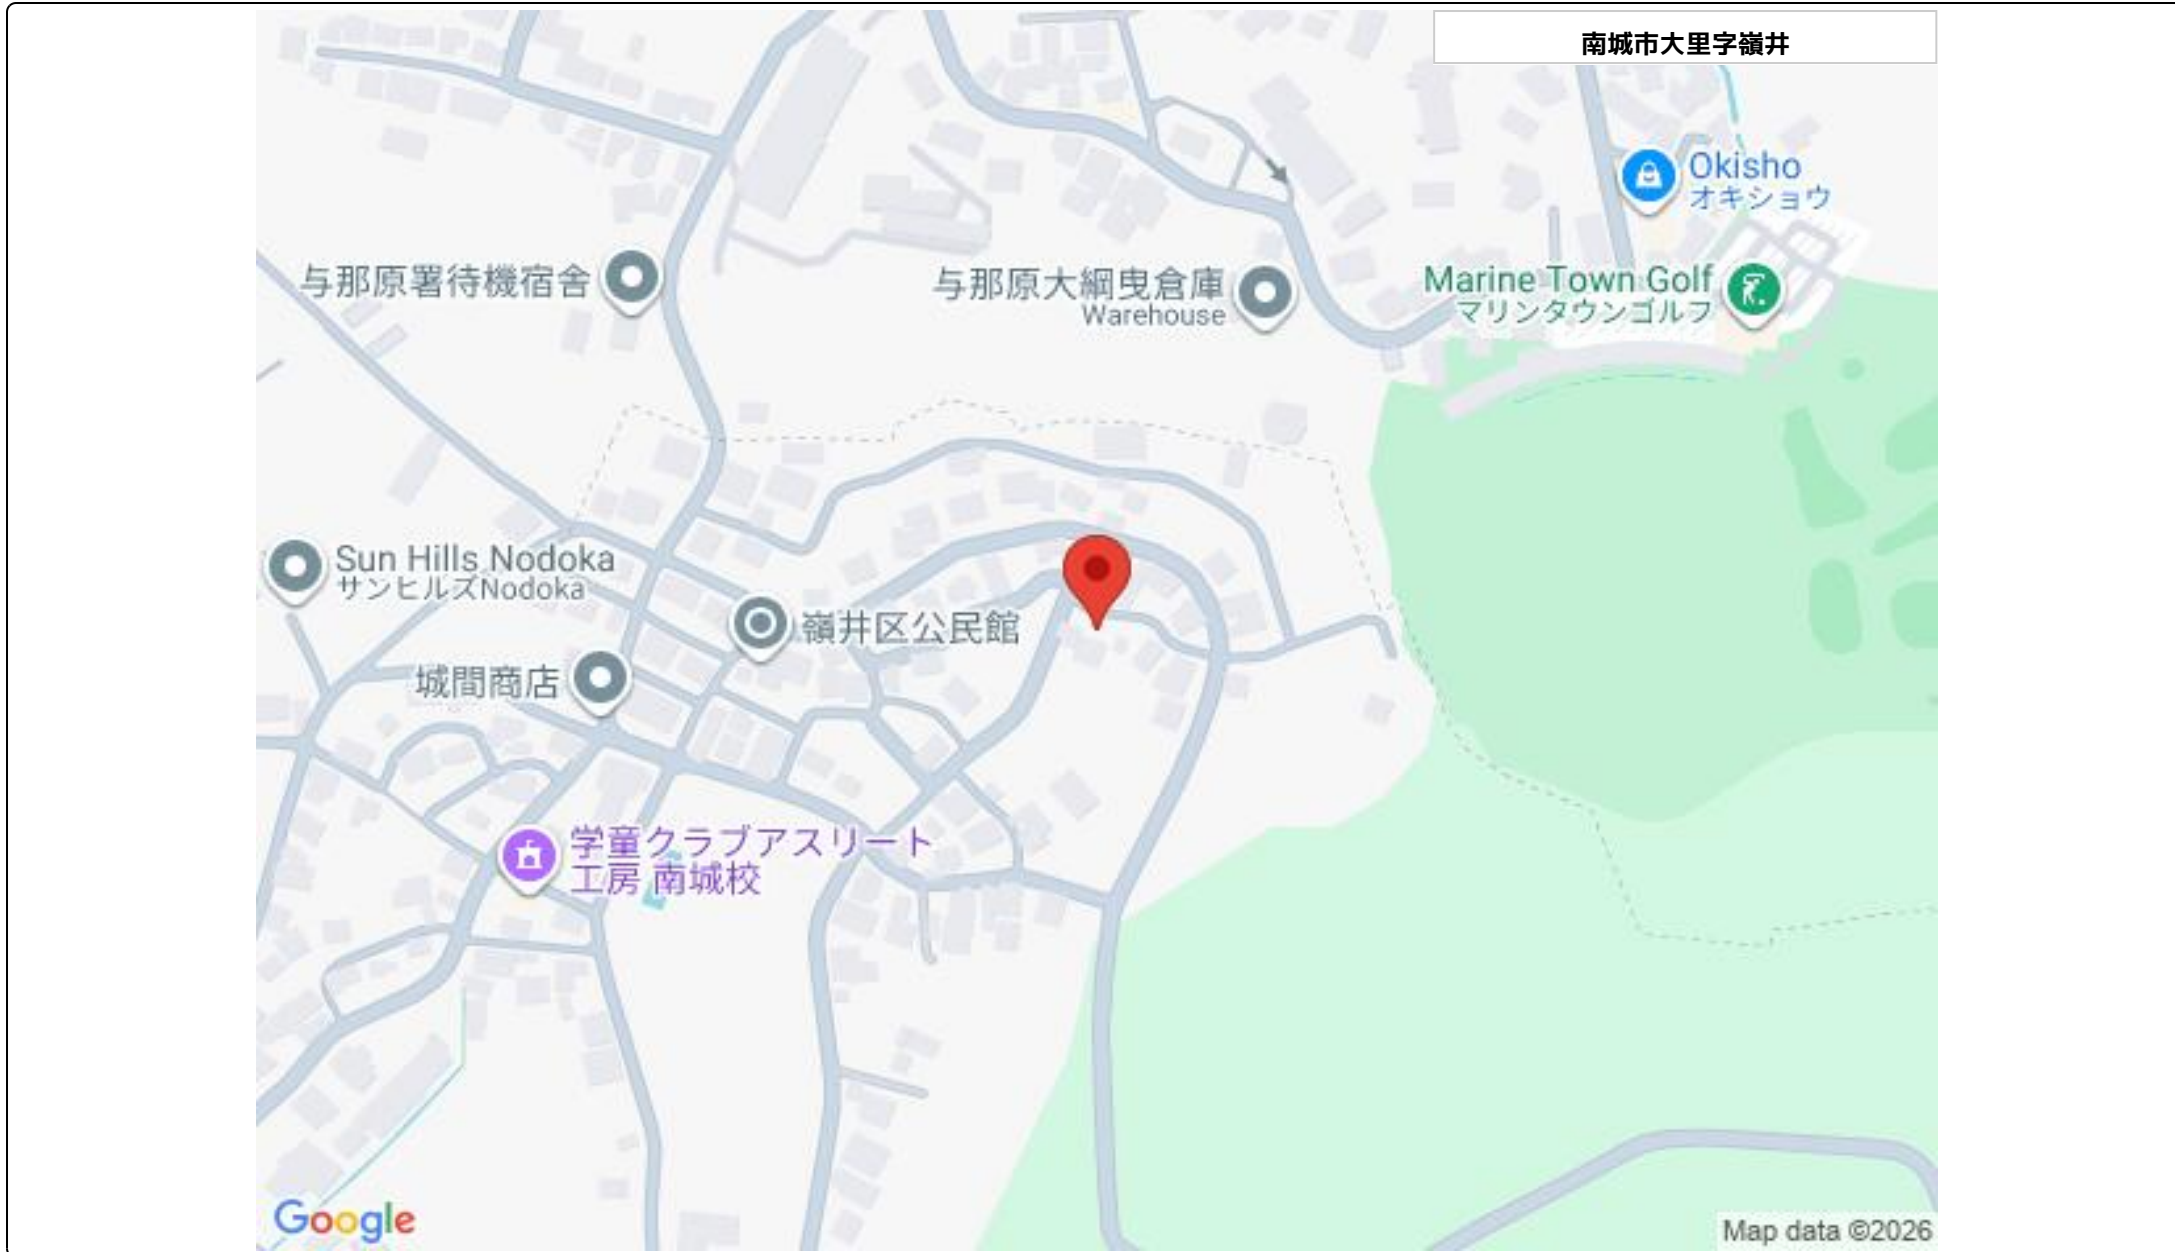 南城市大里字嶺井
Okisho
オキショウ
与那原署待機宿舎
与那原大綱曳倉庫
Warehouse
Marine Town Golf
マリンタウンゴルフ
Sun Hills Nodoka
サンヒルズNodoka
嶺井区公民館
城間商店
学童クラブアスリート
工房 南城校
Google
Map data ©2026